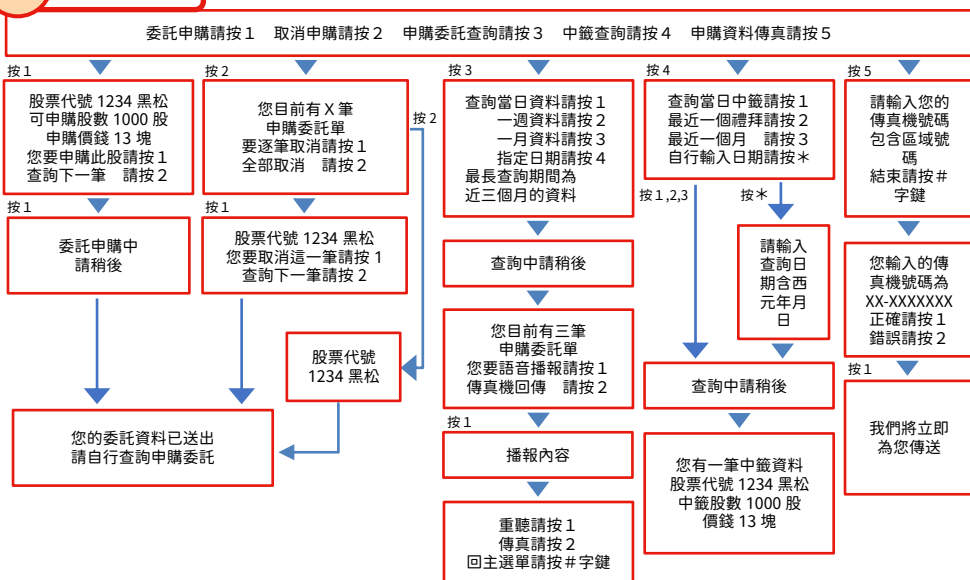 委託申購請按1 取消申購請按2 申購委託查詢請按3 中籤查詢請按4 申購資料傳真請按5
按1
股票代號 1234 黑松
可申購股數 1000 股
申購價錢 13 塊
您要申購此股請按1
查詢下一筆 請按2
按1
委託申購中
請稍後
按2
您目前有X筆
申購委託單
要逐筆取消請按1
全部取消 請按2
按2
按1
股票代號 1234 黑松
您要取消這一筆請按 1
查詢下一筆請按 2
股票代號
1234 黑松
您的委託資料已送出
請自行查詢申購委託
按3
查詢當日資料請按1
一週資料請按2
一月資料請按3
指定日期請按4
最長查詢期間為
近三個月的資料
查詢中請稍後
您目前有三筆
申購委託單
您要語音播報請按1
傳真機回傳 請按2
按1
播報內容
重聽請按1
傳真請按2
回主選單請按＃字鍵
按4
查詢當日中籤請按1
最近一個禮拜請按2
最近一個月 請按3
自行輸入日期請按＊
按1,2,3
按＊
請輸入
查詢日
期含西
元年月
日
查詢中請稍後
您有一筆中籤資料
股票代號 1234 黑松
中籤股數 1000 股
價錢 13 塊
按5
請輸入您的
傳真機號碼
包含區域號
碼
結束請按＃
字鍵
您輸入的傳
真機號碼為
XX-XXXXXXX
正確請按1
錯誤請按2
按1
我們將立即
為您傳送